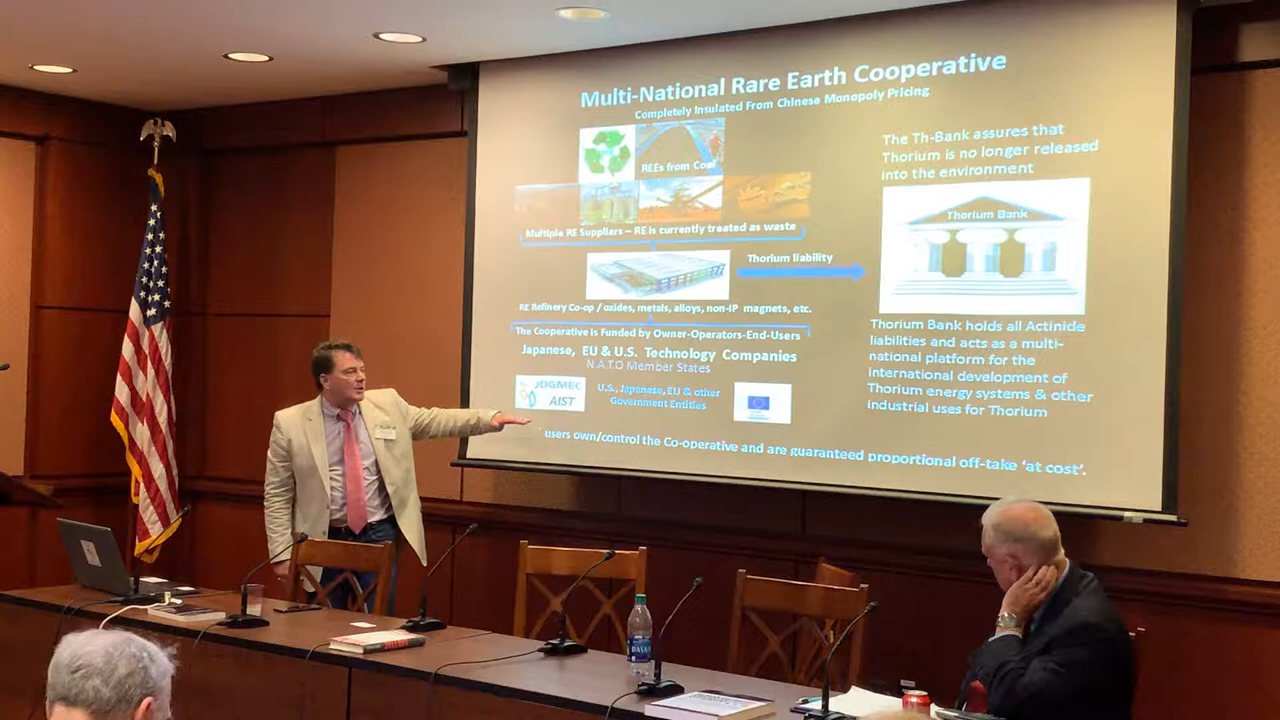 Multi-National Rare Earth Cooperative
Completely Insulated From Chinese Monopoly Pricing
REEs from Coal
Multiple RE Suppliers – RE is currently treated as waste
Thorium liability
RE Refinery Co-op / oxides, metals, alloys, non-IP magnets, etc.
The Cooperative is Funded by Owner-Operators-End-Users
Japanese, EU & U.S. Technology Companies
N.A.T.O Member States
JOGMEC
AIST
U.S., Japanese, EU & other
Government Entities
users own/control the Co-operative and are guaranteed proportional off-take 'at cost'.
The Th-Bank assures that
Thorium is no longer released
into the environment
Thorium Bank
Thorium Bank holds all Actinide
liabilities and acts as a multi-
national platform for the
international development of
Thorium energy systems & other
industrial uses for Thorium
DASANI